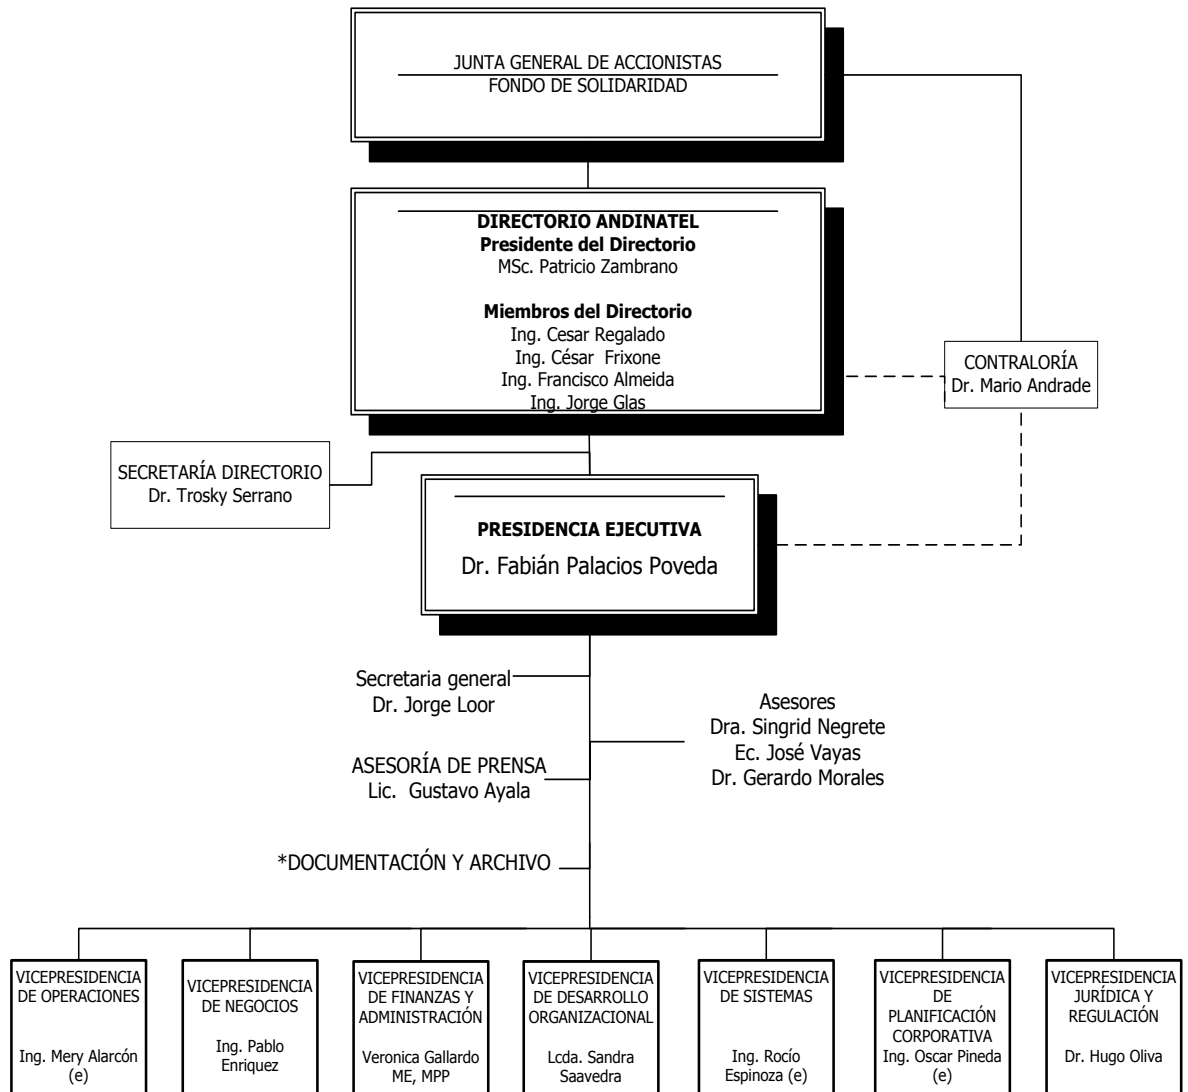 JUNTA GENERAL DE ACCIONISTAS
FONDO DE SOLIDARIDAD
DIRECTORIO ANDINATEL
Presidente del Directorio
MSc. Patricio Zambrano
Miembros del Directorio
Ing. Cesar Regalado
Ing. César Frixone
Ing. Francisco Almeida
Ing. Jorge Glas
CONTRALORÍA
Dr. Mario Andrade
SECRETARÍA DIRECTORIO
Dr. Trosky Serrano
PRESIDENCIA EJECUTIVA
Dr. Fabián Palacios Poveda
Secretaria general
Dr. Jorge Loor
Asesores
Dra. Singrid Negrete
Ec. José Vayas
Dr. Gerardo Morales
ASESORÍA DE PRENSA
Lic. Gustavo Ayala
*DOCUMENTACIÓN Y ARCHIVO
VICEPRESIDENCIA
DE OPERACIONES
Ing. Mery Alarcón
(e)
VICEPRESIDENCIA
DE NEGOCIOS
Ing. Pablo
Enriquez
VICEPRESIDENCIA
DE FINANZAS Y
ADMINISTRACIÓN
Veronica Gallardo
ME, MPP
VICEPRESIDENCIA
DE DESARROLLO
ORGANIZACIONAL
Lcda. Sandra
Saavedra
VICEPRESIDENCIA
DE SISTEMAS
Ing. Rocío
Espinoza (e)
VICEPRESIDENCIA
DE
PLANIFICACIÓN
CORPORATIVA
Ing. Oscar Pineda
(e)
VICEPRESIDENCIA
JURÍDICA Y
REGULACIÓN
Dr. Hugo Oliva